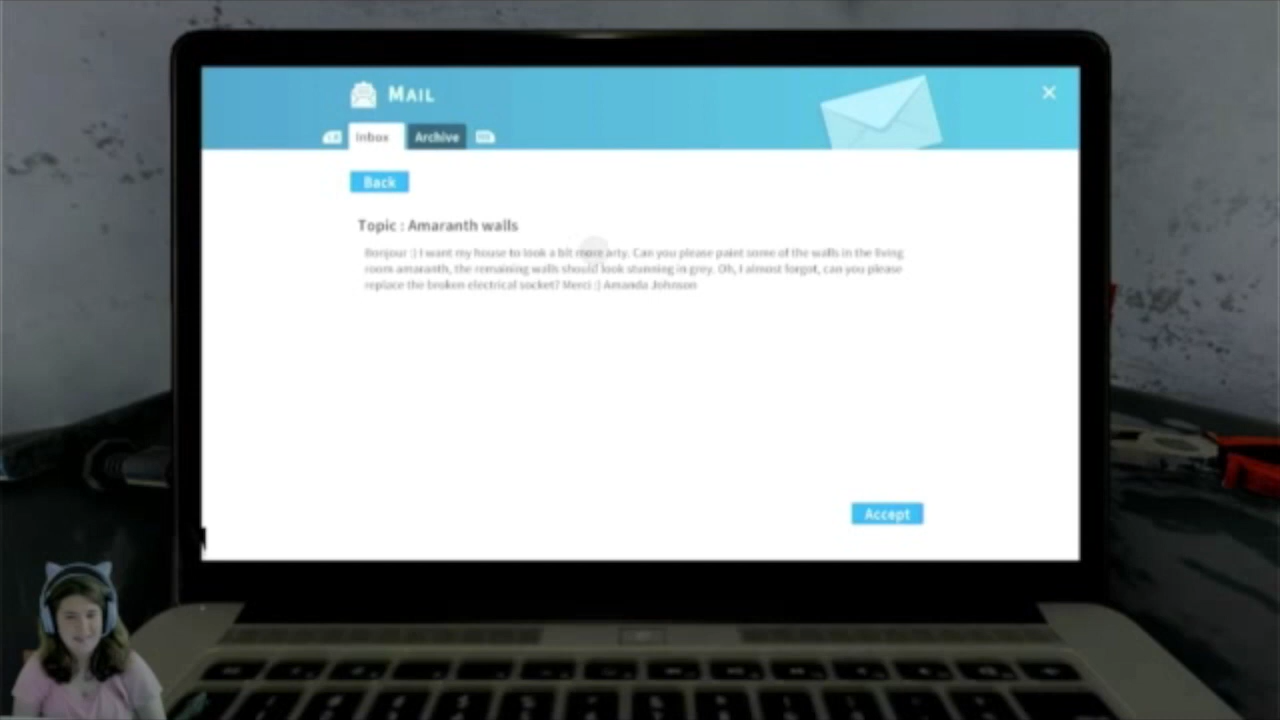 MAIL
Inbox
Archive
Back
Topic : Amaranth walls
Bonjour :) I want my house to look a bit more arty. Can you please paint some of the walls in the living
room amaranth, the remaining walls should look stunning in grey. Oh, I almost forgot, can you please
replace the broken electrical socket? Merci :) Amanda Johnson
Accept